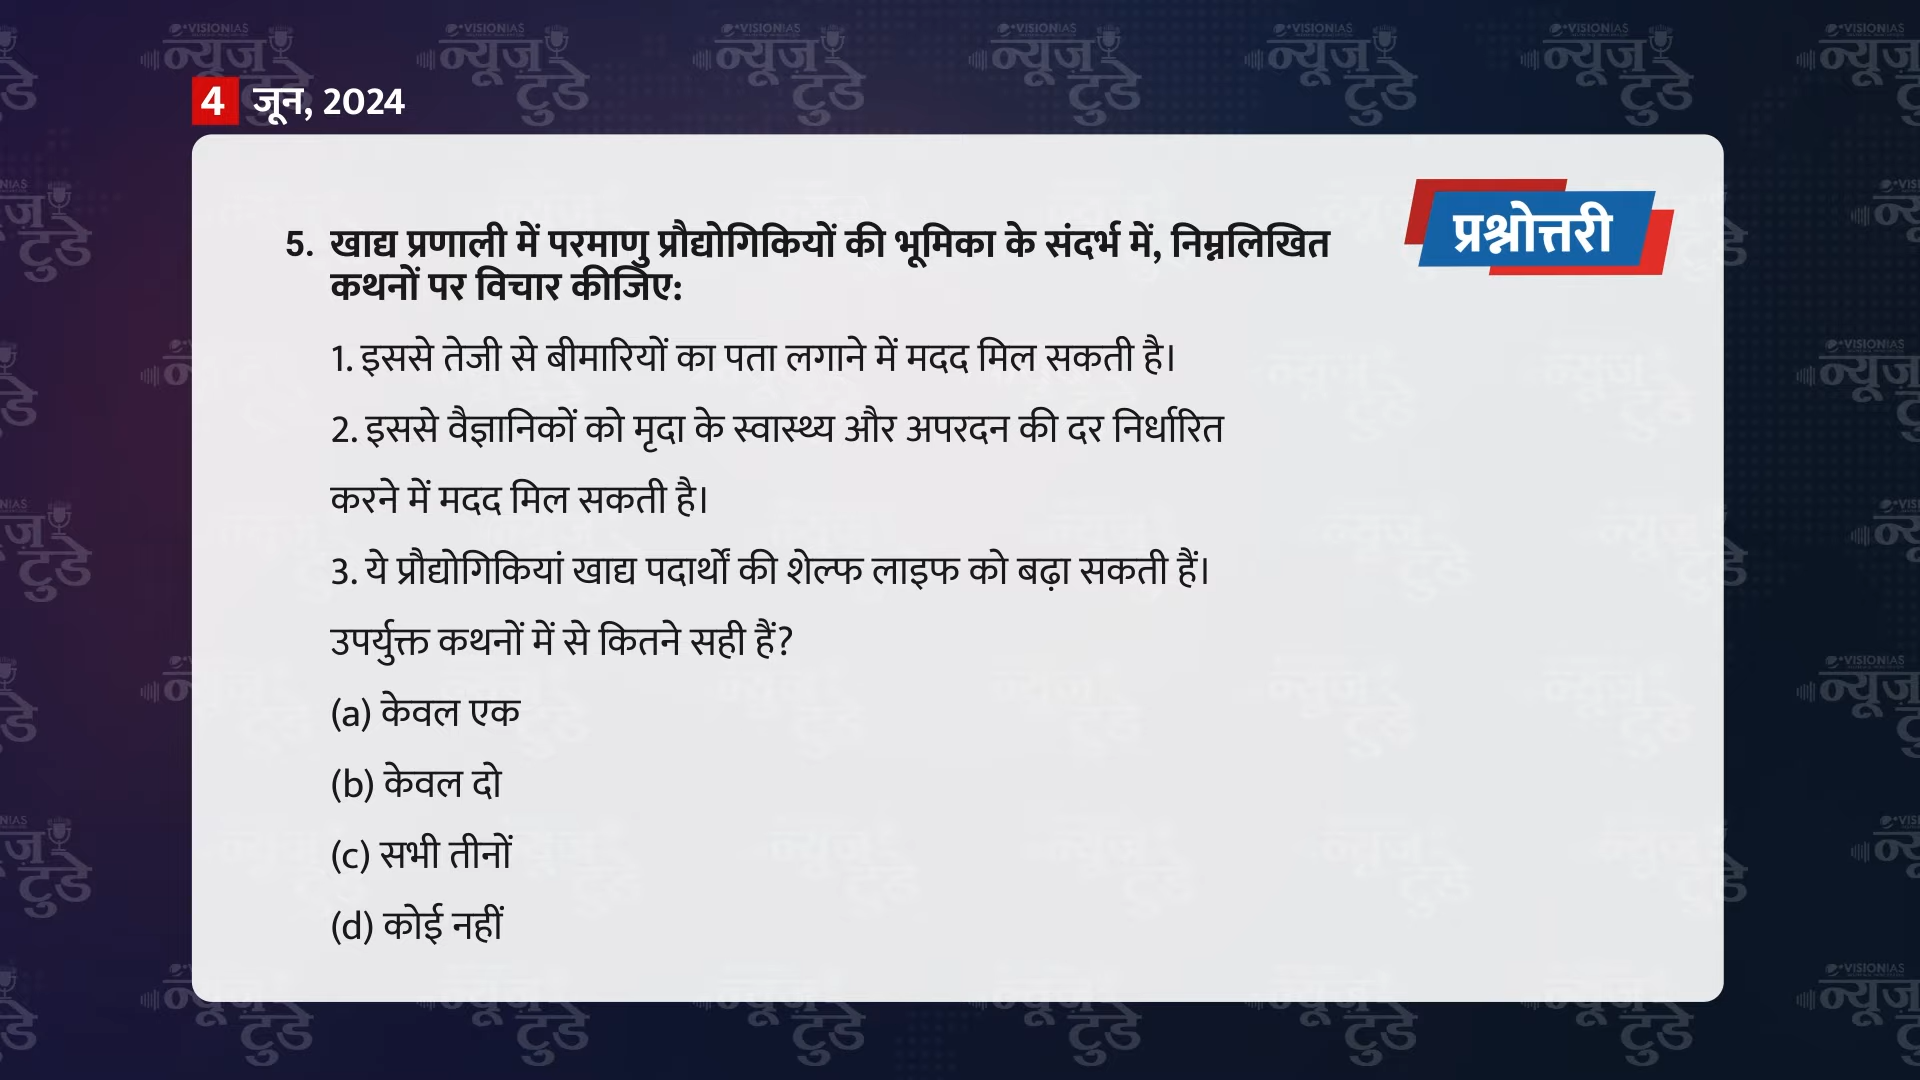 4 जून, 2024
प्रश्नोत्तरी
5. खाद्य प्रणाली में परमाणु प्रौद्योगिकियों की भूमिका के संदर्भ में, निम्नलिखित
कथनों पर विचार कीजिए:
1. इससे तेजी से बीमारियों का पता लगाने में मदद मिल सकती है।
2. इससे वैज्ञानिकों को मृदा के स्वास्थ्य और अपरदन की दर निर्धारित
करने में मदद मिल सकती है।
3. ये प्रौद्योगिकियां खाद्य पदार्थों की शेल्फ लाइफ को बढ़ा सकती हैं।
उपर्युक्त कथनों में से कितने सही हैं?
(a) केवल एक
(b) केवल दो
(c) सभी तीनों
(d) कोई नहीं
VISIONIAS
न्यूज़
टुडे